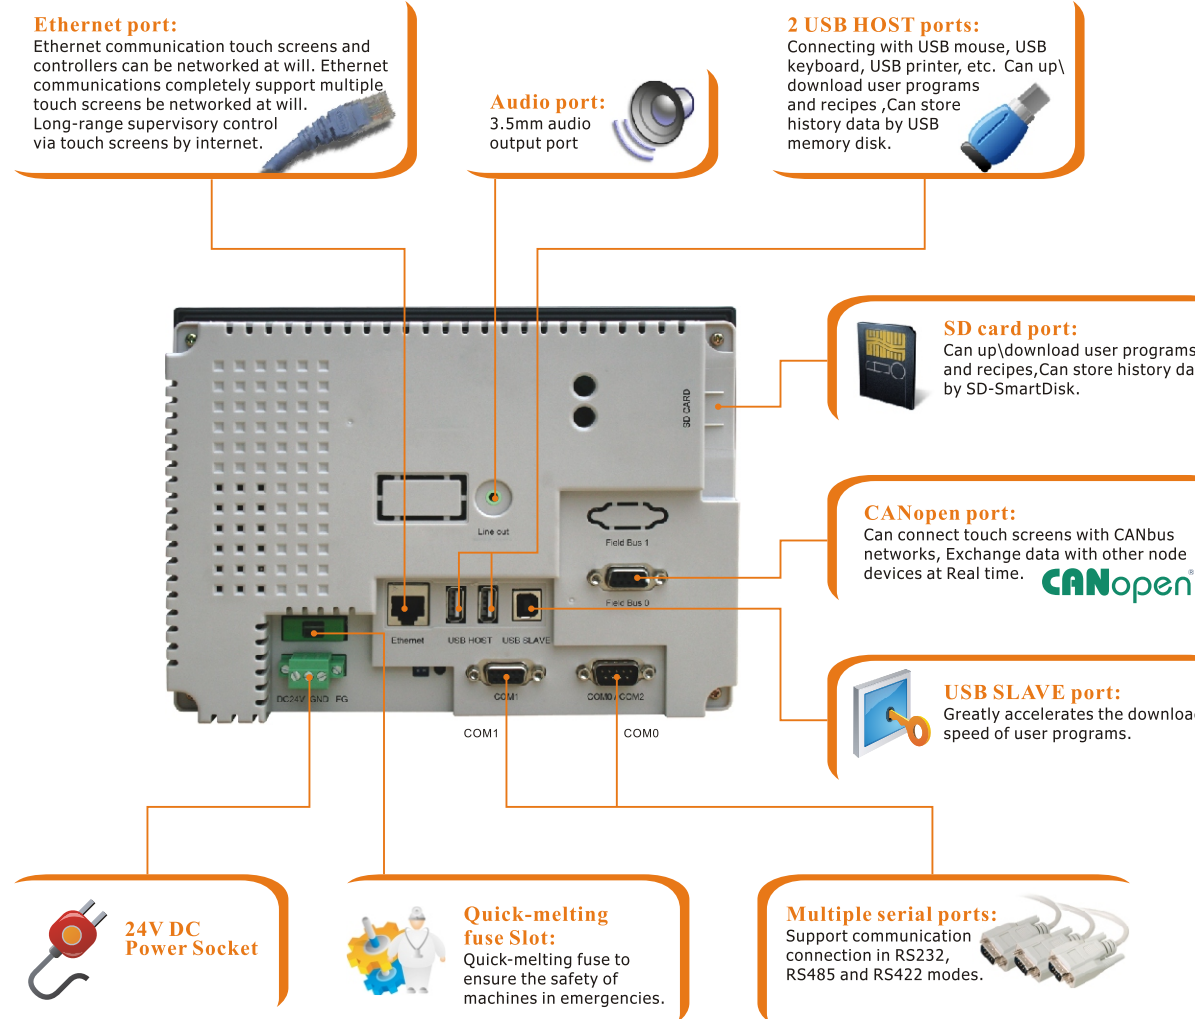 Ethernet port:
Ethernet communication touch screens and
controllers can be networked at will. Ethernet
communications completely support multiple
touch screens be networked at will.
Long-range supervisory control
via touch screens by internet.
Audio port:
3.5mm audio
output port
2 USB HOST ports:
Connecting with USB mouse, USB
keyboard, USB printer, etc. Can up\
download user programs
and recipes ,Can store
history data by USB
memory disk.
SD card port:
Can up\download user programs
and recipes,Can store history da
by SD-SmartDisk.
SD CARD
Line out
Field Bus 1
CANopen port:
Can connect touch screens with CANbus
networks, Exchange data with other node
devices at Real time.
CANopen®
Field Bus 0
Ethernet
USB HOST
USB SLAVE
USB SLAVE port:
Greatly accelerates the downloa
speed of user programs.
DC24V GND FG
COM1
COM0 / COM2
COM1
COM0
24V DC
Power Socket
Quick-melting
fuse Slot:
Quick-melting fuse to
ensure the safety of
machines in emergencies.
Multiple serial ports:
Support communication
connection in RS232,
RS485 and RS422 modes.